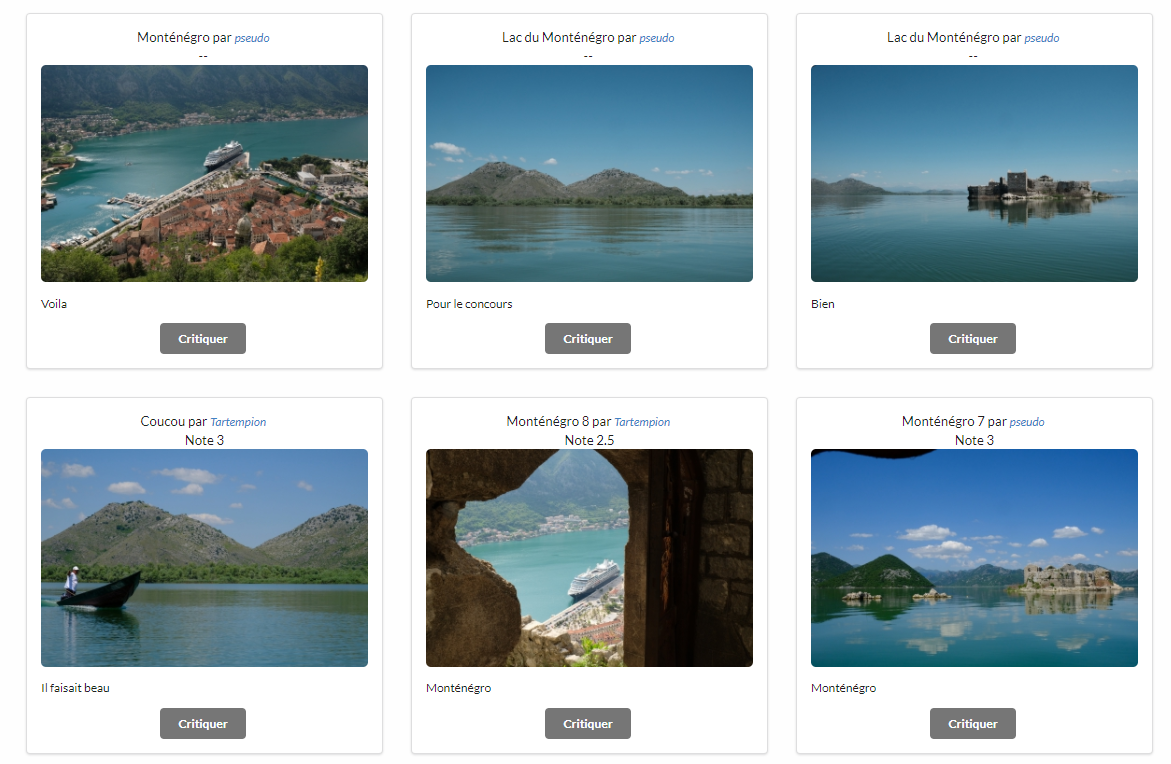 Monténégro par pseudo
--
Voila
Critiquer
Lac du Monténégro par pseudo
--
Pour le concours
Critiquer
Lac du Monténégro par pseudo
--
Bien
Critiquer
Coucou par Tartempion
Note 3
Il faisait beau
Critiquer
Monténégro 8 par Tartempion
Note 2.5
Monténégro
Critiquer
Monténégro 7 par pseudo
Note 3
Monténégro
Critiquer